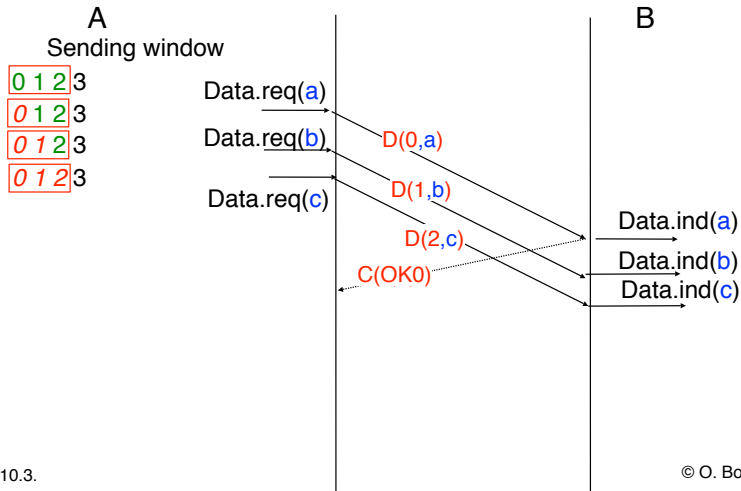 A
B
Sending window
0 1 2 3
0 1 2 3
0 1 2 3
0 1 2 3
Data.req(a)
Data.req(b)
Data.req(c)
D(0,a)
D(1,b)
D(2,c)
C(OK0)
Data.ind(a)
Data.ind(b)
Data.ind(c)
10.3.
© O. Bo